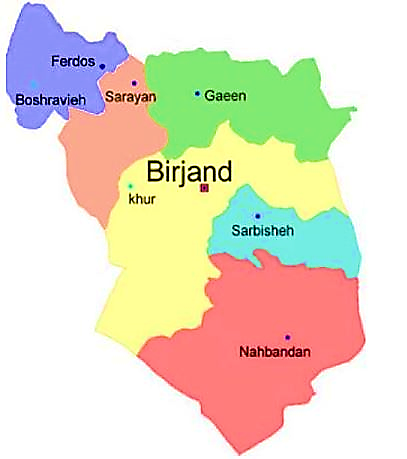 Ferdos
Boshravieh
Sarayan
Gaeen
Birjand
khur
Sarbisheh
Nahbandan